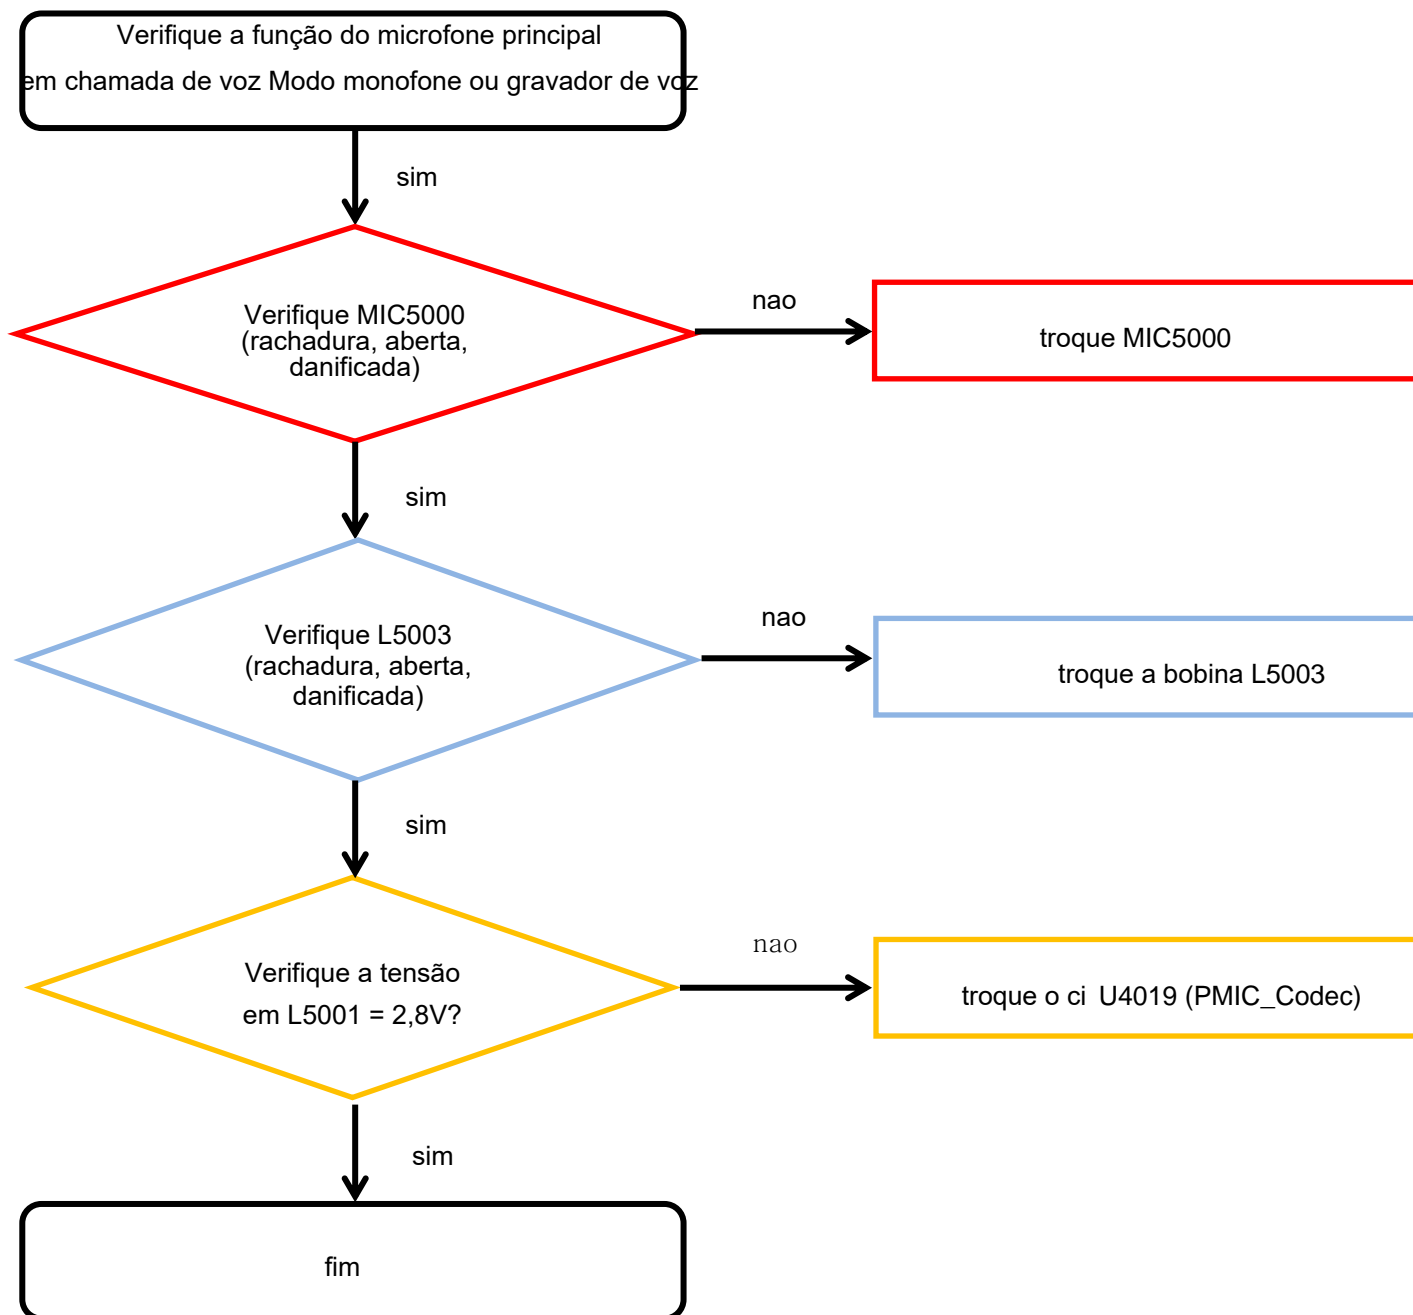 Verifique a função do microfone principal
em chamada de voz Modo monofone ou gravador de voz
sim
Verifique MIC5000
(rachadura, aberta,
danificada)
nao
troque MIC5000
sim
Verifique L5003
(rachadura, aberta,
danificada)
nao
troque a bobina L5003
sim
Verifique a tensão
em L5001 = 2,8V?
nao
troque o ci U4019 (PMIC_Codec)
sim
fim